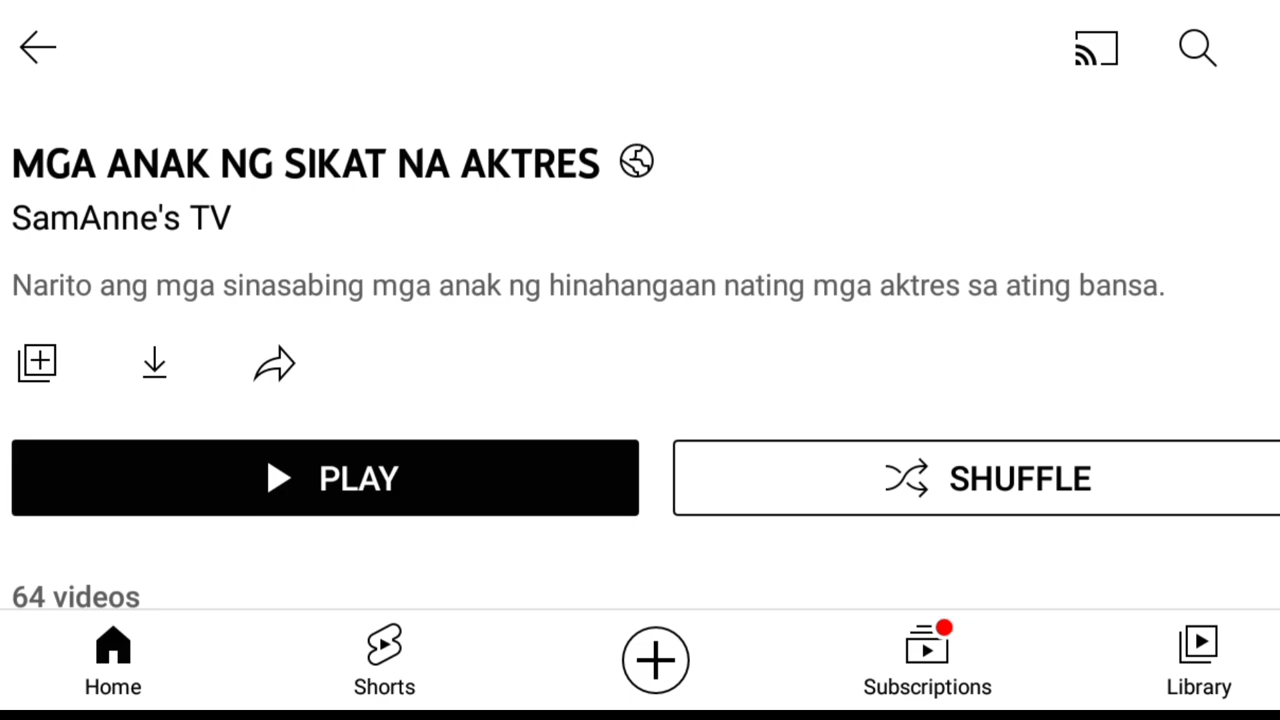 MGA ANAK NG SIKAT NA AKTRES
SamAnne's TV
Narito ang mga sinasabing mga anak ng hinahangaan nating mga aktres sa ating bansa.
PLAY
SHUFFLE
64 videos
Home
Shorts
Subscriptions
Library